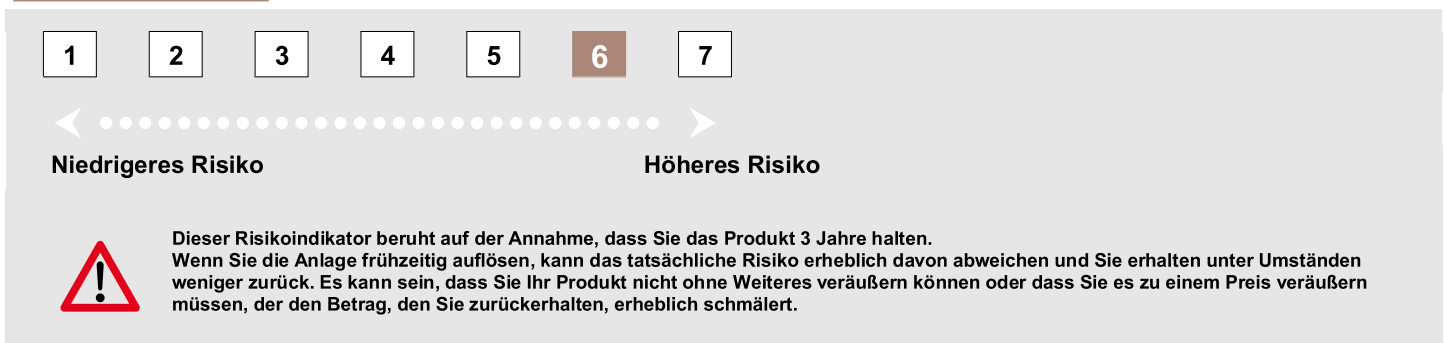 1 2 3 4 5 6 7
Niedrigeres Risiko Höheres Risiko
Dieser Risikoindikator beruht auf der Annahme, dass Sie das Produkt 3 Jahre halten.
Wenn Sie die Anlage frühzeitig auflösen, kann das tatsächliche Risiko erheblich davon abweichen und Sie erhalten unter Umständen
weniger zurück. Es kann sein, dass Sie Ihr Produkt nicht ohne Weiteres veräußern können oder dass Sie es zu einem Preis veräußern
müssen, der den Betrag, den Sie zurückerhalten, erheblich schmälert.